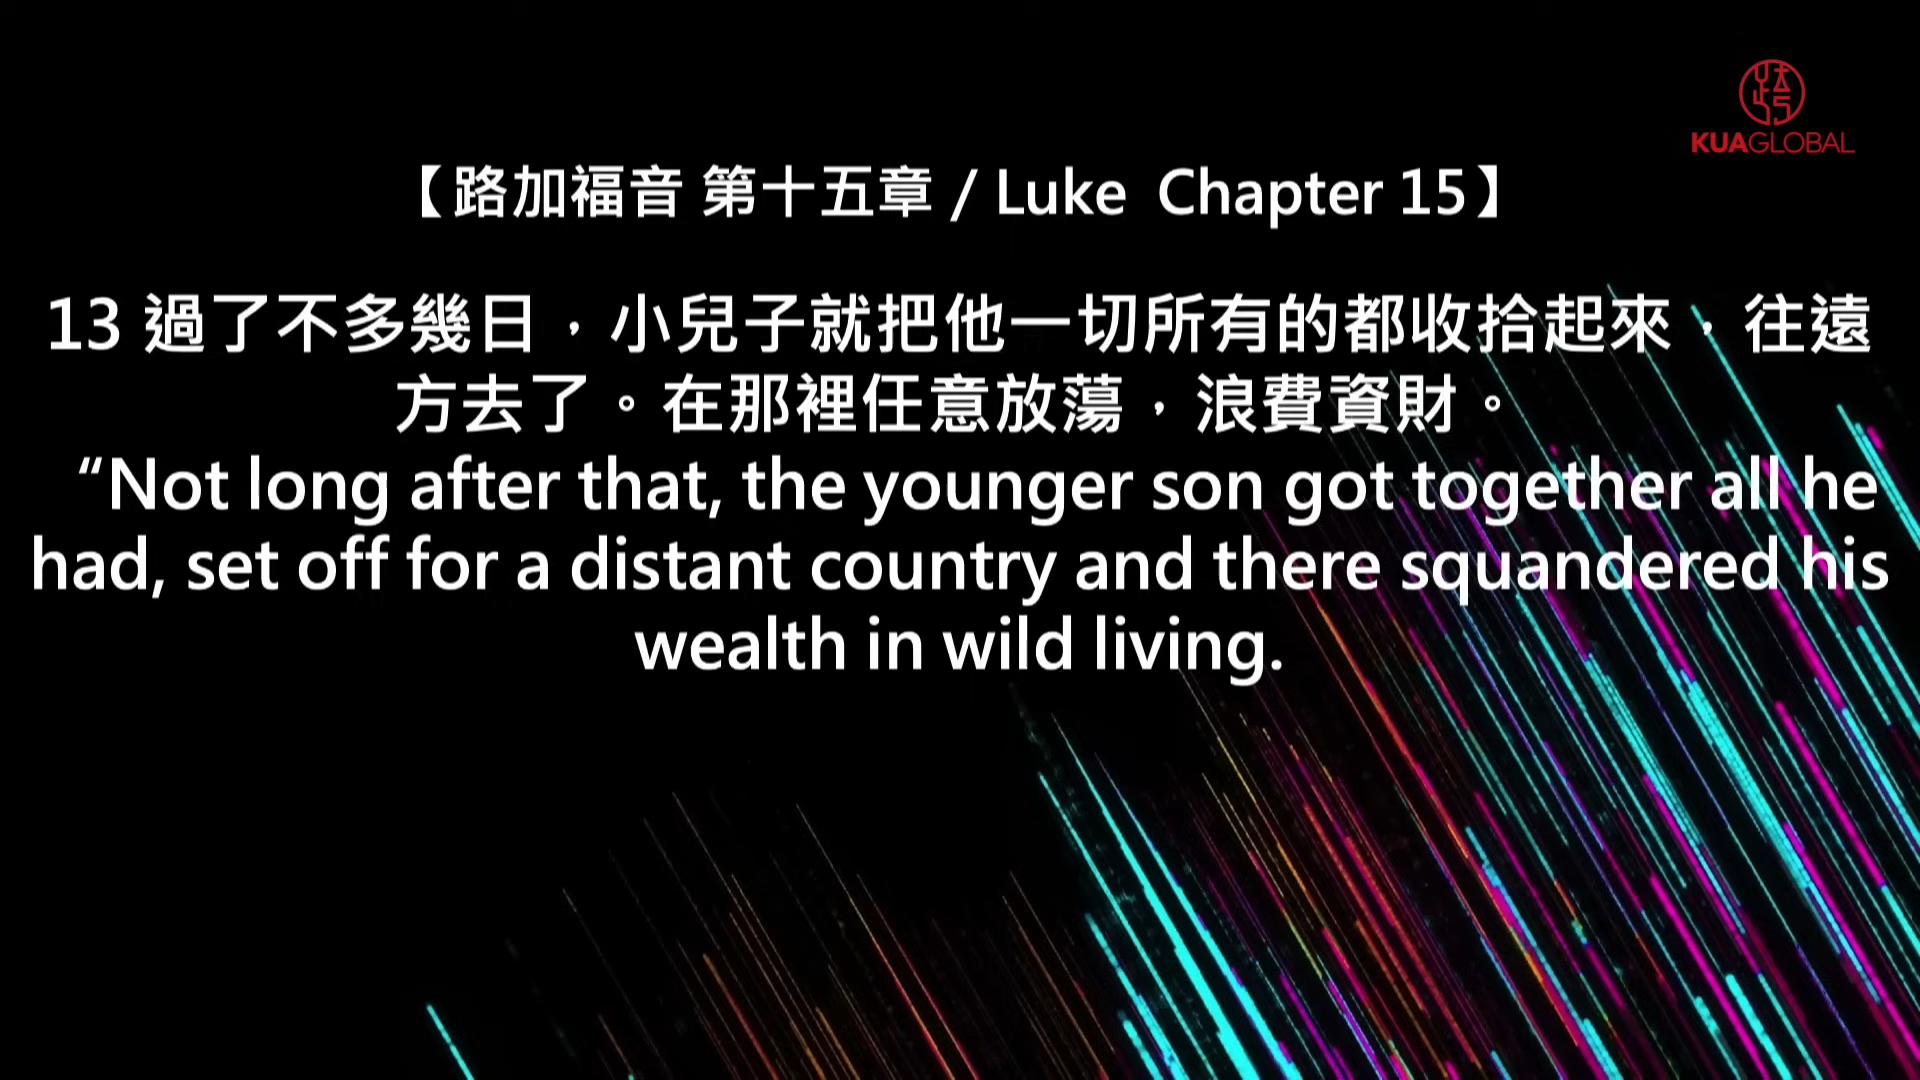 KUAGLOBAL
【路加福音 第十五章 / Luke  Chapter 15】
13 過了不多幾日，小兒子就把他一切所有的都收拾起來，往遠
方去了。在那裡任意放蕩，浪費資財。
“Not long after that, the younger son got together all he
had, set off for a distant country and there squandered his
wealth in wild living.